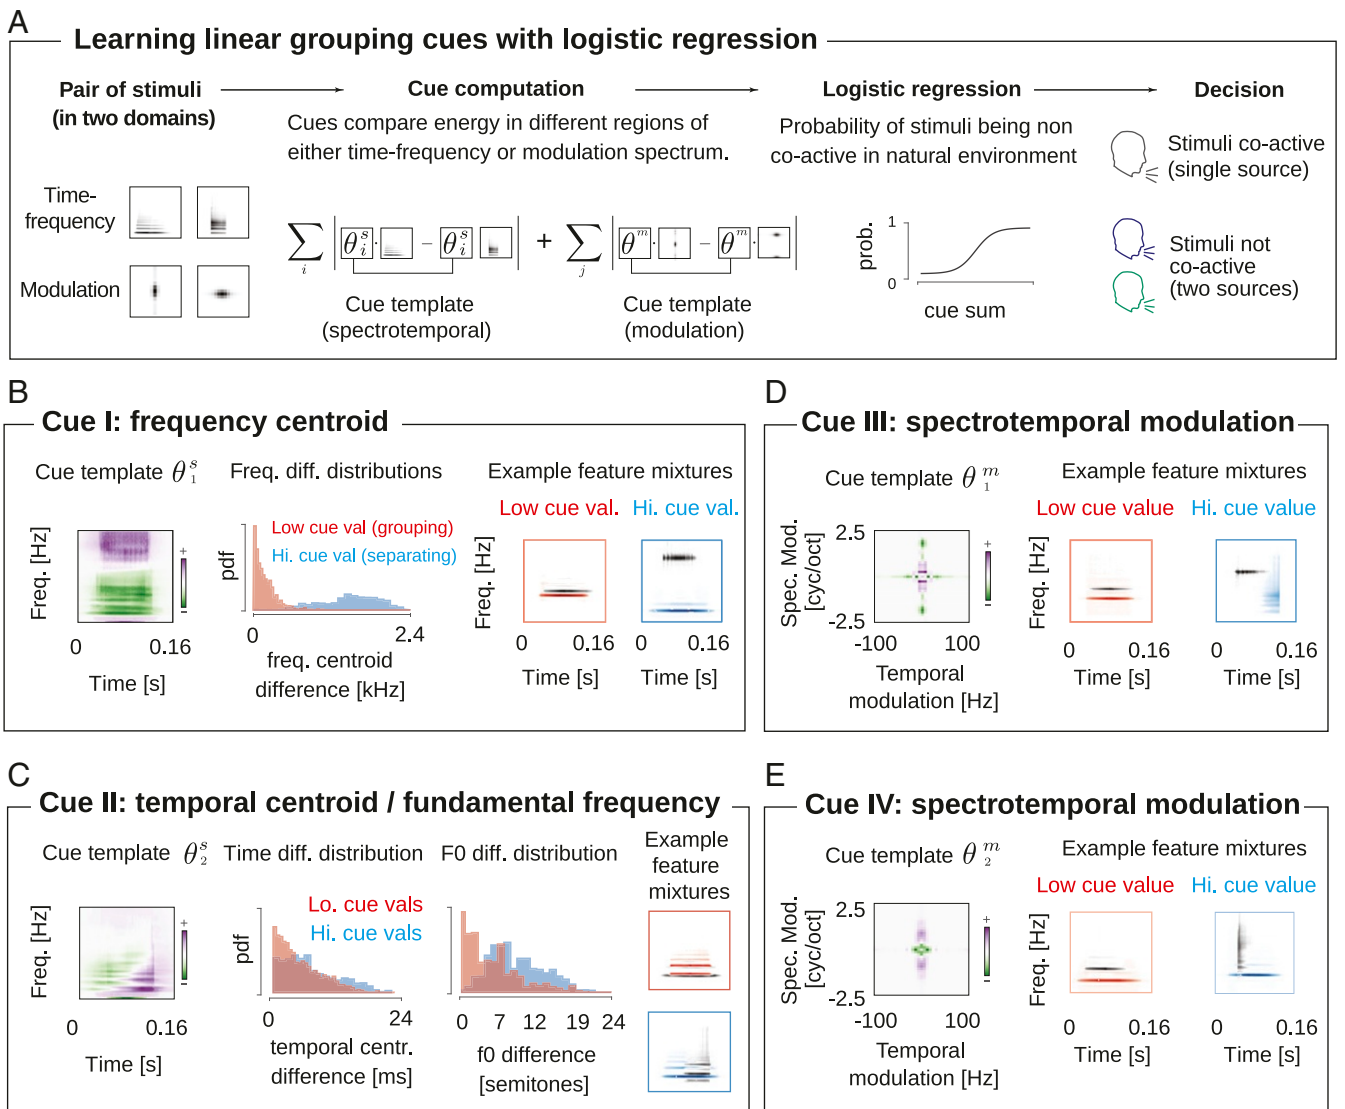 A
Learning linear grouping cues with logistic regression
Pair of stimuli
(in two domains)
Cue computation
Logistic regression
Decision
Cues compare energy in different regions of
either time-frequency or modulation spectrum.
Probability of stimuli being non
co-active in natural environment
Stimuli co-active
(single source)
Time-
frequency
Modulation
∑ i | θ i s · − θ i s | + ∑ j | θ m · − θ m · |
Cue template
(spectrotemporal)
Cue template
(modulation)
prob.
1
0
cue sum
Stimuli not
co-active
(two sources)
B
Cue I: frequency centroid
Cue template θ 1 s
Freq. diff. distributions
Example feature mixtures
Low cue val.
Hi. cue val.
Freq. [Hz]
+
–
0
0.16
Time [s]
pdf
Low cue val (grouping)
Hi. cue val (separating)
0
2.4
freq. centroid
difference [kHz]
Freq. [Hz]
0
0.16
Time [s]
0
0.16
Time [s]
D
Cue III: spectrotemporal modulation
Cue template θ 1 m
Example feature mixtures
Low cue value
Hi. cue value
Spec. Mod.
[cyc/oct]
2.5
-2.5
+
–
-100
100
Temporal
modulation [Hz]
Freq. [Hz]
0
0.16
Time [s]
0
0.16
Time [s]
C
Cue II: temporal centroid / fundamental frequency
Cue template θ 2 s
Time diff. distribution
F0 diff. distribution
Example
feature
mixtures
Freq. [Hz]
+
–
0
0.16
Time [s]
pdf
Lo. cue vals
Hi. cue vals
0
24
temporal centr.
difference [ms]
0 7 12 19 24
f0 difference
[semitones]
E
Cue IV: spectrotemporal modulation
Cue template θ 2 m
Example feature mixtures
Low cue value
Hi. cue value
Spec. Mod.
[cyc/oct]
2.5
-2.5
+
–
-100
100
Temporal
modulation [Hz]
Freq. [Hz]
0
0.16
Time [s]
0
0.16
Time [s]